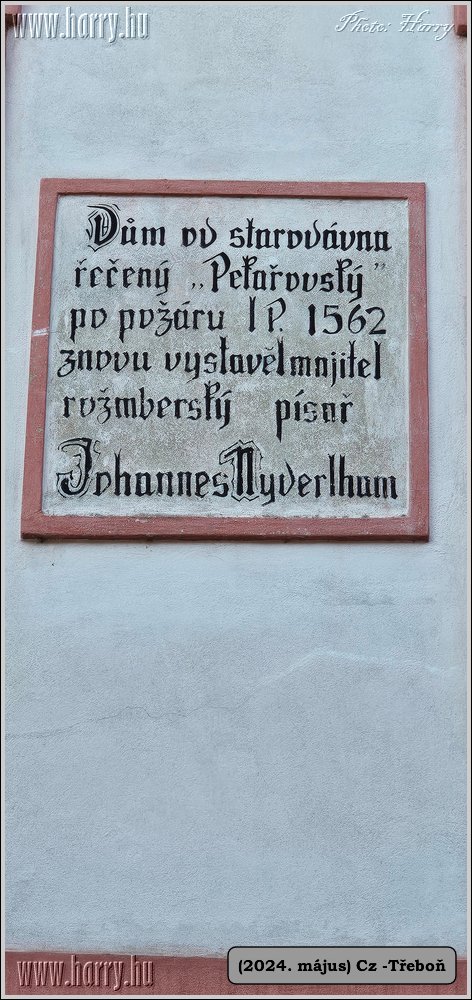 www.harry.hu
Photo: Harry
Dům od starodávna
řečený „Pekařovský”
po požáru l P. 1562
znovu vystavěl majitel
rožmberský písař
Johannes Nyderlhum
www.harry.hu
(2024. május) Cz -Třeboň